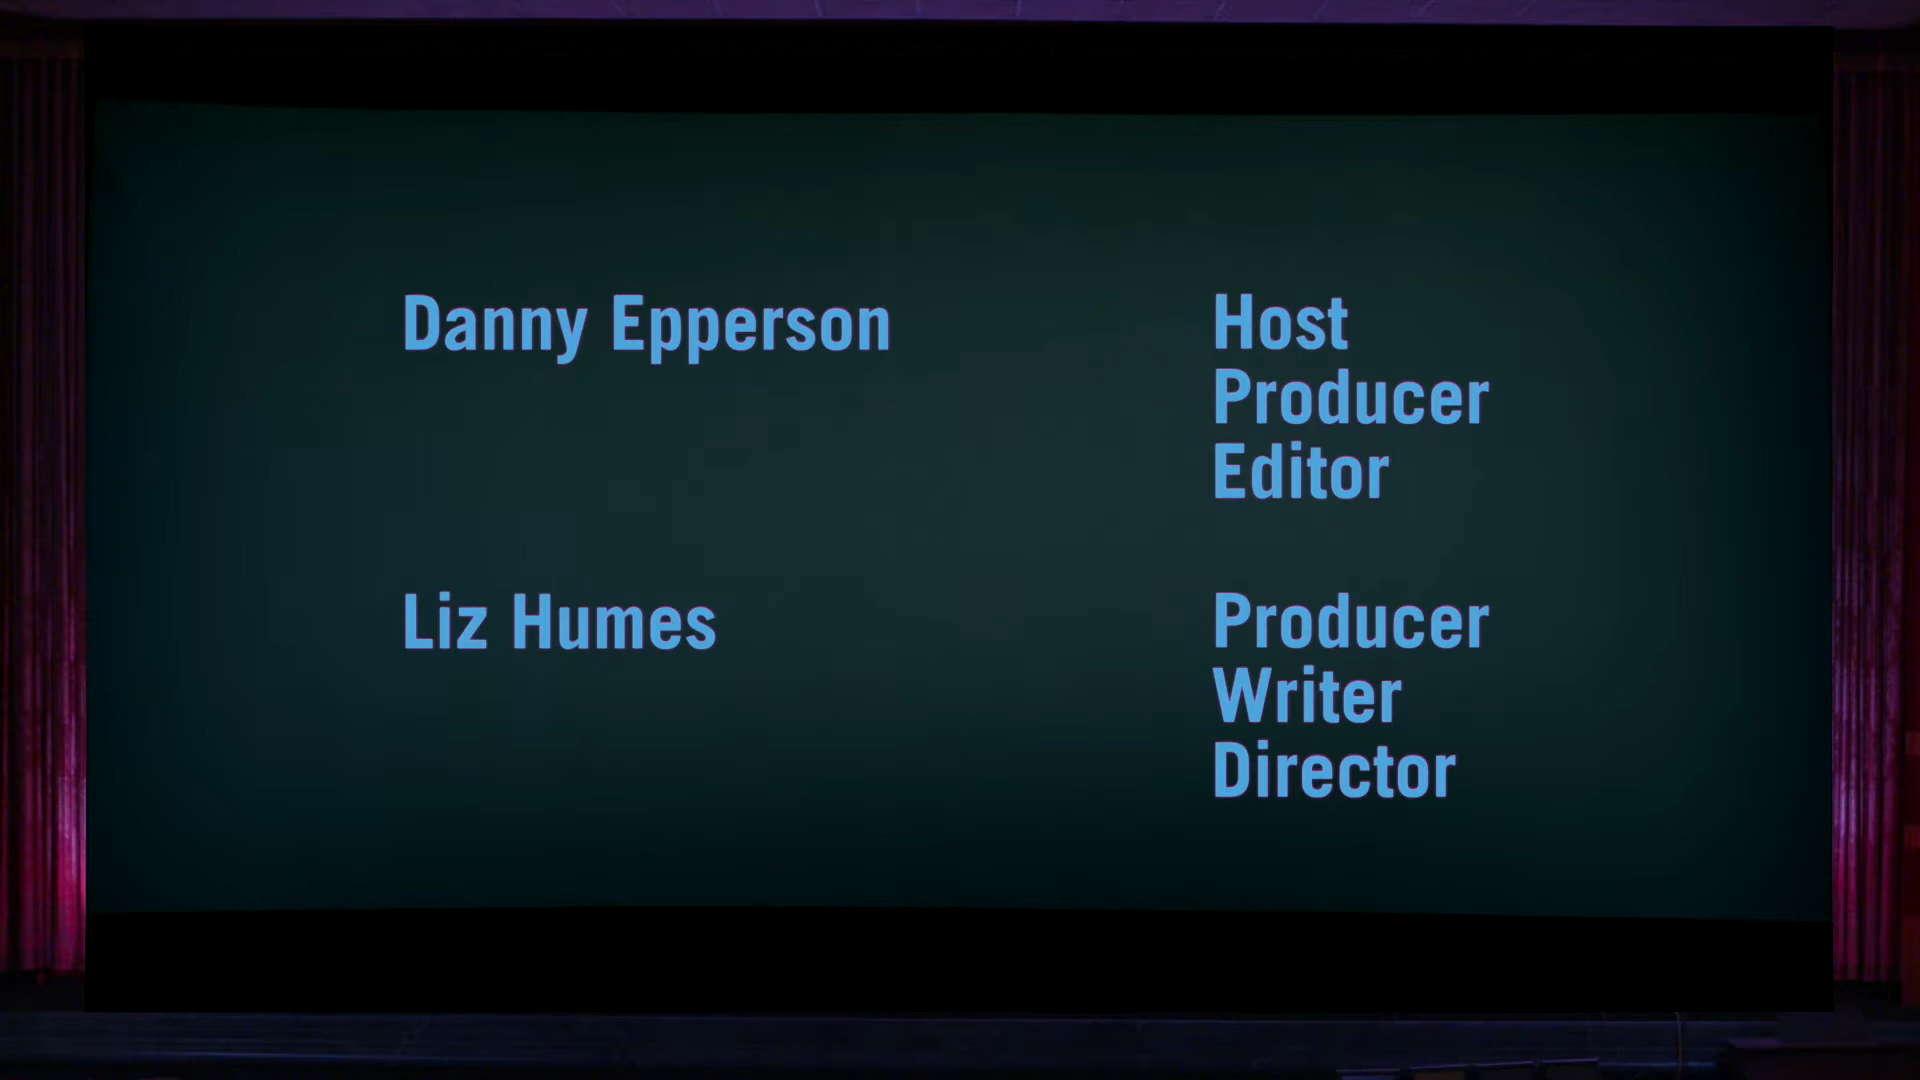 Danny Epperson Host
Producer
Editor
Liz Humes Producer
Writer
Director